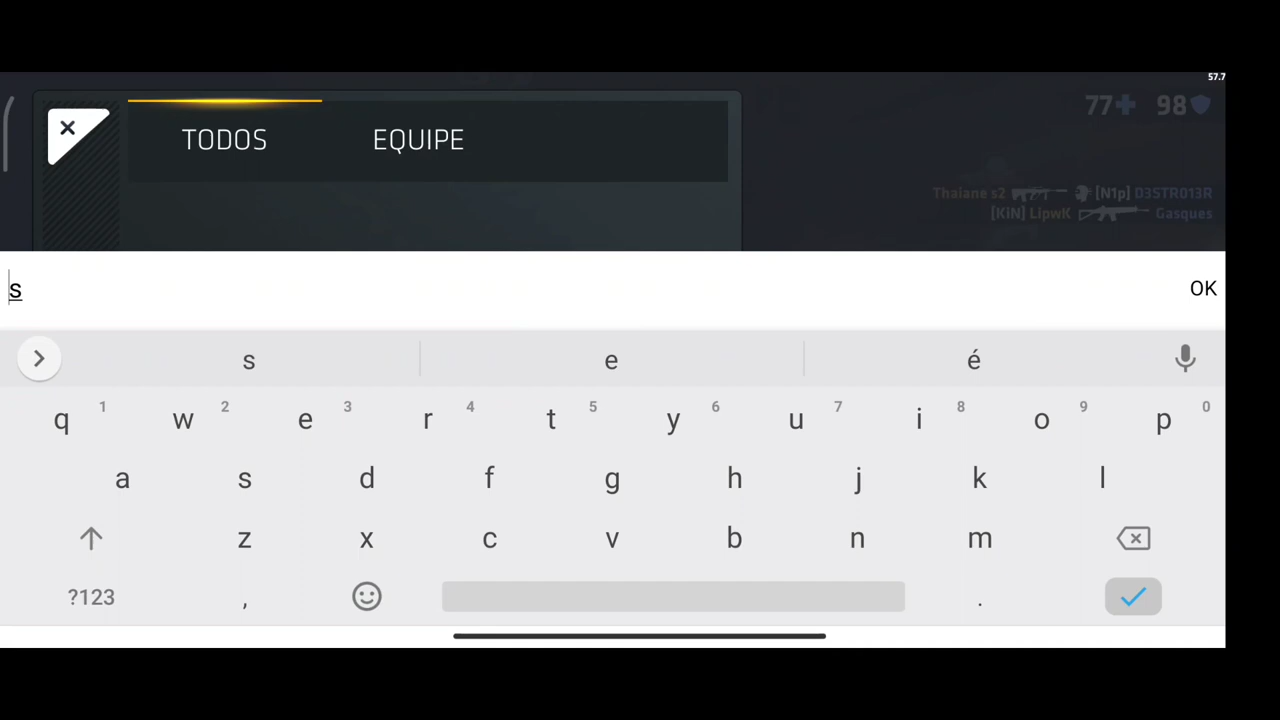 57.7
77 98
TODOS EQUIPE
Thaiane s2 [N1p] D3STR013R
[KiN] LipwK Gasques
s OK
s e é
q 1 w 2 e 3 r 4 t 5 y 6 u 7 i 8 o 9 p 0
a s d f g h j k l
z x c v b n m
?123 , .